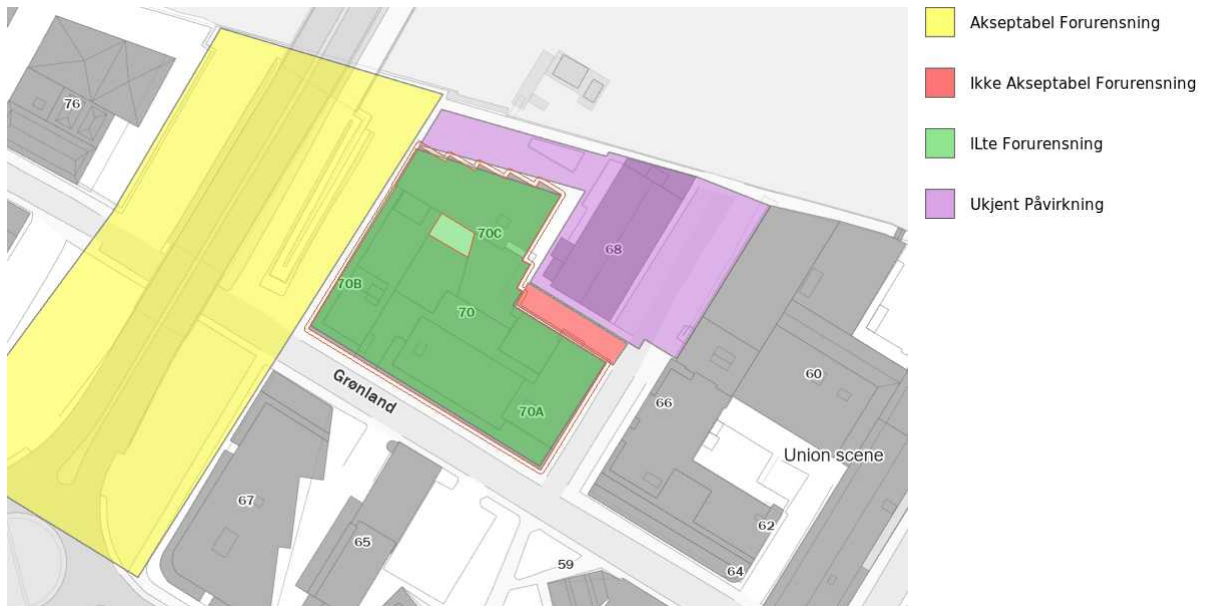 Akseptabel Forurensning
Ikke Akseptabel Forurensning
ILte Forurensning
Ukjent Påvirkning
76
70C
68
70B
70
Grønland
70A
60
66
Union scene
67
65
62
64
59